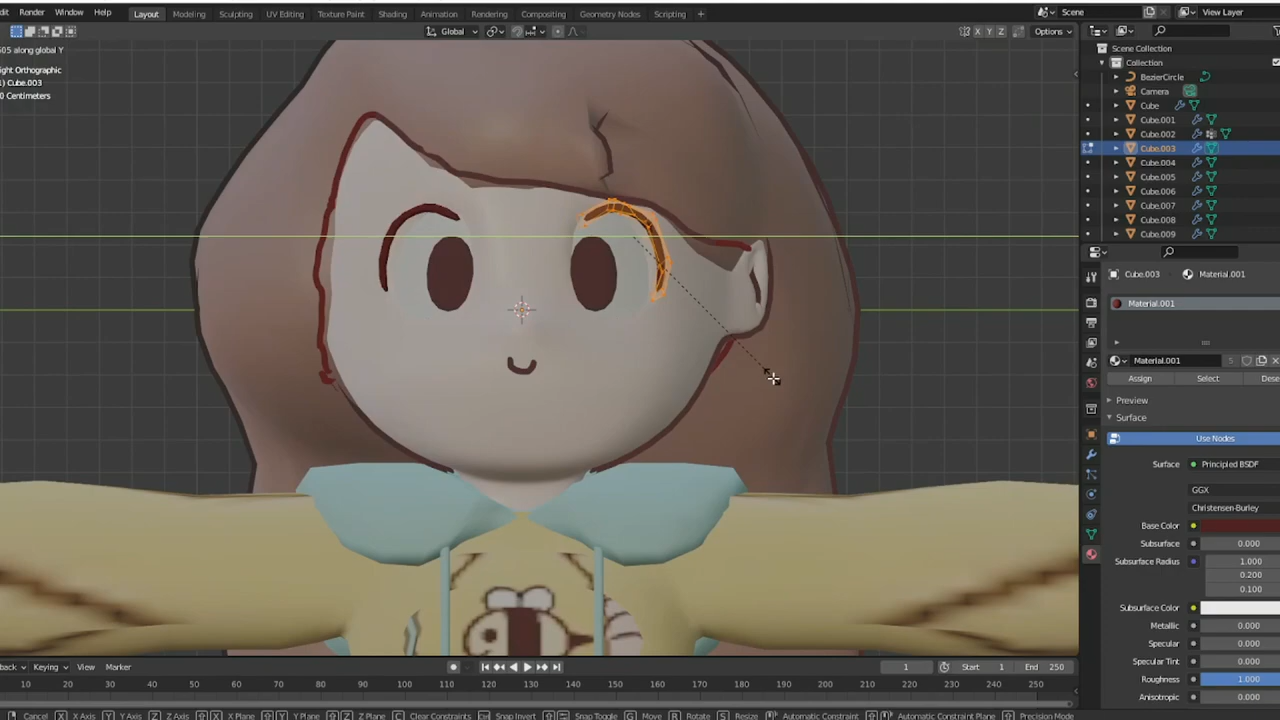 dit Render Window Help Layout Modeling Sculpting UV Editing Texture Paint Shading Animation Rendering Compositing Geometry Nodes Scripting + Scene View Layer
Global X Y Z Options
605 along global Y
ight Orthographic
) Cube.003
0 Centimeters
Scene Collection
Collection
BezierCircle
Camera
Cube
Cube.001
Cube.002
Cube.003
Cube.004
Cube.005
Cube.006
Cube.007
Cube.008
Cube.009
Cube.003 Material.001
Material.001
Material.001 5
Assign Select Dese
Preview
Surface
Use Nodes
Surface Principled BSDF
GGX
Christensen-Burley
Base Color
Subsurface 0.000
Subsurface Radius 1.000
0.200
0.100
Subsurface Color
Metallic 0.000
Specular 0.000
Specular Tint 0.000
Roughness 1.000
Anisotropic 0.000
back Keying View Marker 1 Start 1 End 250
10 20 30 40 50 60 70 80 90 100 110 120 130 140 150 160 170 180 190 200 210 220 230 240 250
Cancel X X Axis Y Y Axis Z Z Axis X X Plane Y Y Plane Z Z Plane C Clear Constraints Ctrl Snap Invert Snap Toggle G Move R Rotate S Resize Automatic Constraint Automatic Constraint Plane Precision Mode